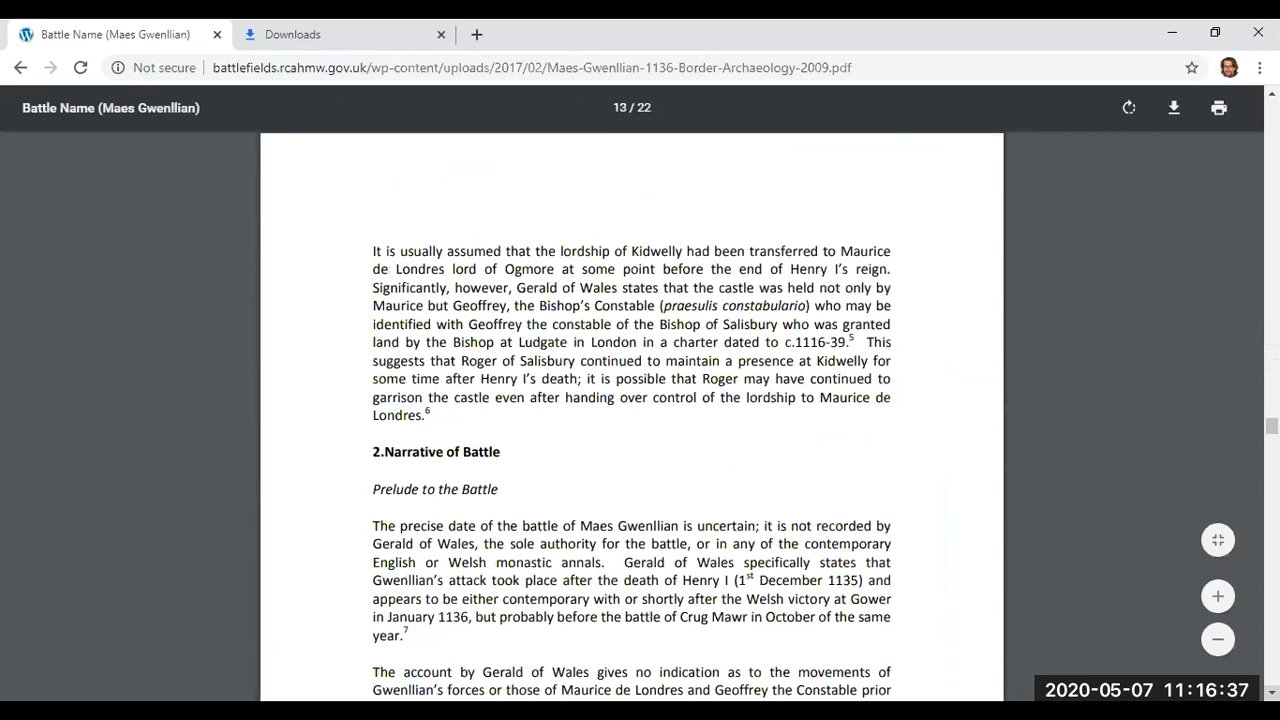 Battle Name (Maes Gwenllian)
Downloads
Not secure
battlefields.rcahmw.gov.uk/wp-content/uploads/2017/02/Maes-Gwenllian-1136-Border-Archaeology-2009.pdf
Battle Name (Maes Gwenllian)
13 / 22
It is usually assumed that the lordship of Kidwelly had been transferred to Maurice
de Londres lord of Ogmore at some point before the end of Henry I's reign.
Significantly, however, Gerald of Wales states that the castle was held not only by
Maurice but Geoffrey, the Bishop's Constable (praesulis constabulario) who may be
identified with Geoffrey the constable of the Bishop of Salisbury who was granted
land by the Bishop at Ludgate in London in a charter dated to c.1116-39.5 This
suggests that Roger of Salisbury continued to maintain a presence at Kidwelly for
some time after Henry I's death; it is possible that Roger may have continued to
garrison the castle even after handing over control of the lordship to Maurice de
Londres.6
2.Narrative of Battle
Prelude to the Battle
The precise date of the battle of Maes Gwenllian is uncertain; it is not recorded by
Gerald of Wales, the sole authority for the battle, or in any of the contemporary
English or Welsh monastic annals. Gerald of Wales specifically states that
Gwenllian's attack took place after the death of Henry I (1st December 1135) and
appears to be either contemporary with or shortly after the Welsh victory at Gower
in January 1136, but probably before the battle of Crug Mawr in October of the same
year.7
The account by Gerald of Wales gives no indication as to the movements of
Gwenllian's forces or those of Maurice de Londres and Geoffrey the Constable prior
2020-05-07 11:16:37